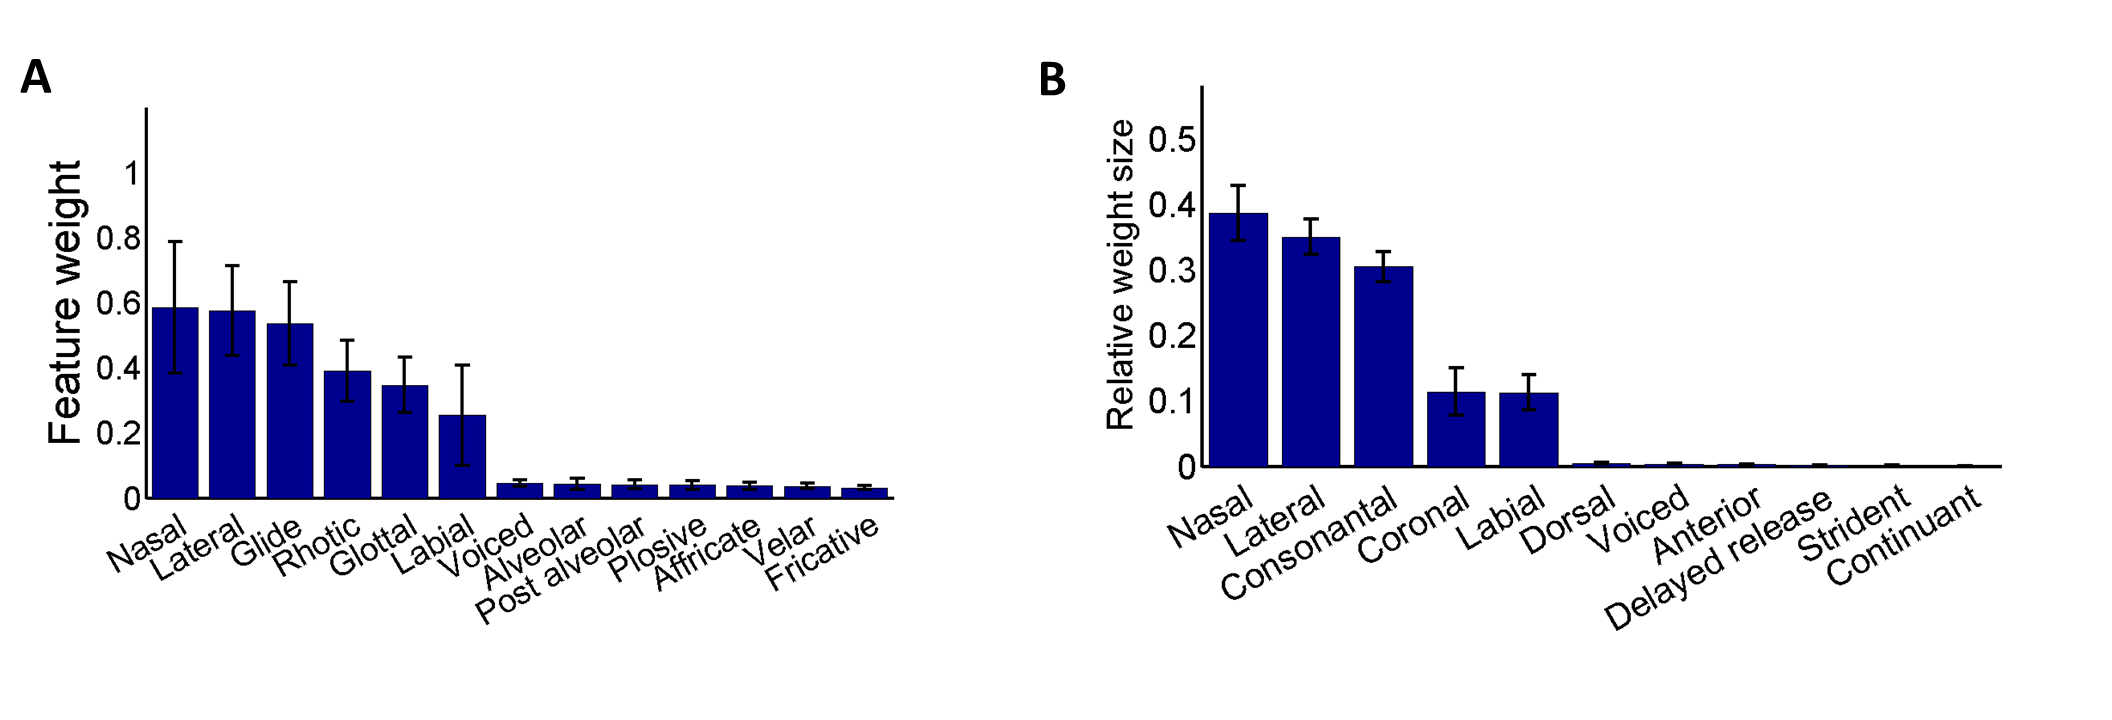 A
Feature weight
1
0.8
0.6
0.4
0.2
0
Nasal
Lateral
Glide
Rhotic
Glottal
Labial
Voiced
Alveolar
Post alveolar
Plosive
Affricate
Velar
Fricative
B
Relative weight size
0.5
0.4
0.3
0.2
0.1
0
Nasal
Lateral
Consonantal
Coronal
Labial
Dorsal
Voiced
Anterior
Delayed release
Strident
Continuant